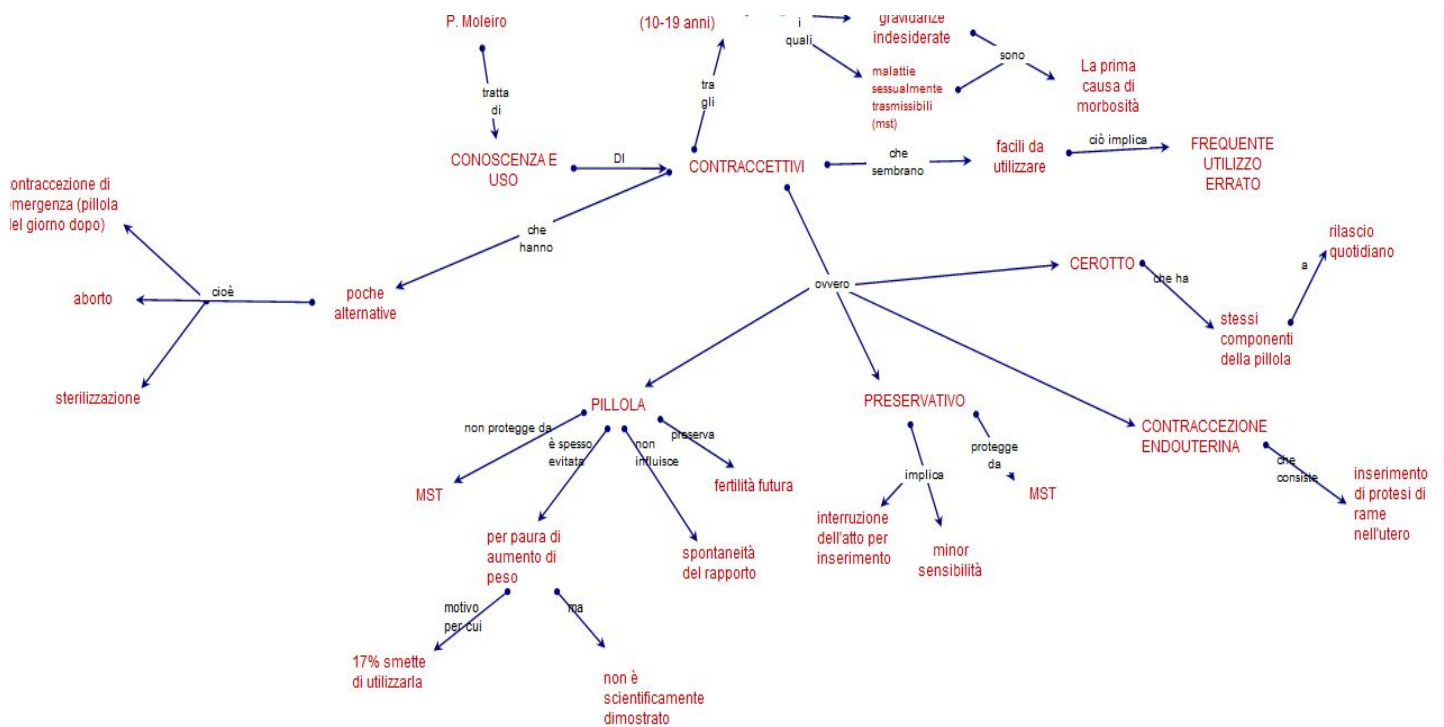 P. Moleiro
(10-19 anni)
i
quali
gravidanze
indesiderate
sono
La prima
causa di
morbosità
malattie
sessualmente
trasmissibili
(mst)
tratta
di
tra
gli
CONOSCENZA E
USO
DI
CONTRACCETTIVI
che
sembrano
facili da
utilizzare
ciò implica
FREQUENTE
UTILIZZO
ERRATO
ontraccezione di
mergenza (pillola
del giorno dopo)
che
hanno
cioè
aborto
poche
alternative
sterilizzazione
ovvero
CEROTTO
che ha
a
rilascio
quotidiano
stessi
componenti
della pillola
PILLOLA
non protegge da
è spesso
evitata
non
influisce
preserva
MST
fertilità futura
per paura di
aumento di
peso
spontaneità
del rapporto
motivo
per cui
ma
17% smette
di utilizzarla
non è
scientificamente
dimostrato
PRESERVATIVO
implica
protegge
da
MST
interruzione
dell'atto per
inserimento
minor
sensibilità
CONTRACCEZIONE
ENDOUTERINA
che
consiste
inserimento
di protesi di
rame
nell'utero